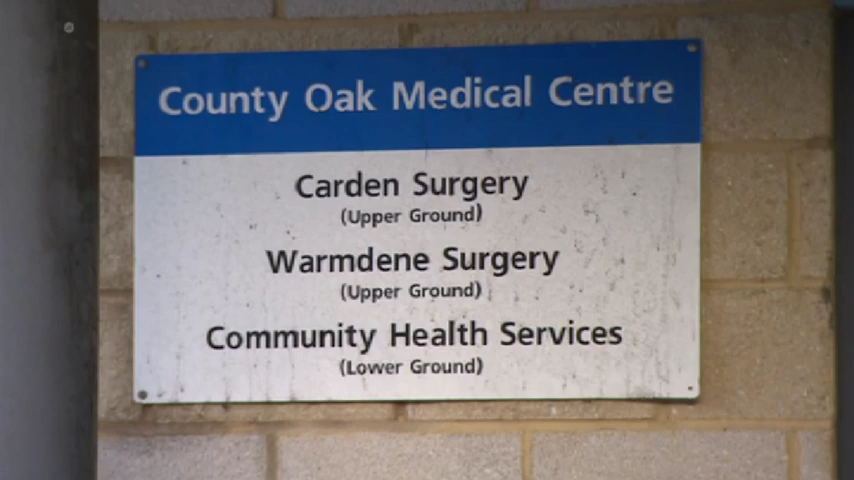 County Oak Medical Centre
Carden Surgery
(Upper Ground)
Warmdene Surgery
(Upper Ground)
Community Health Services
(Lower Ground)